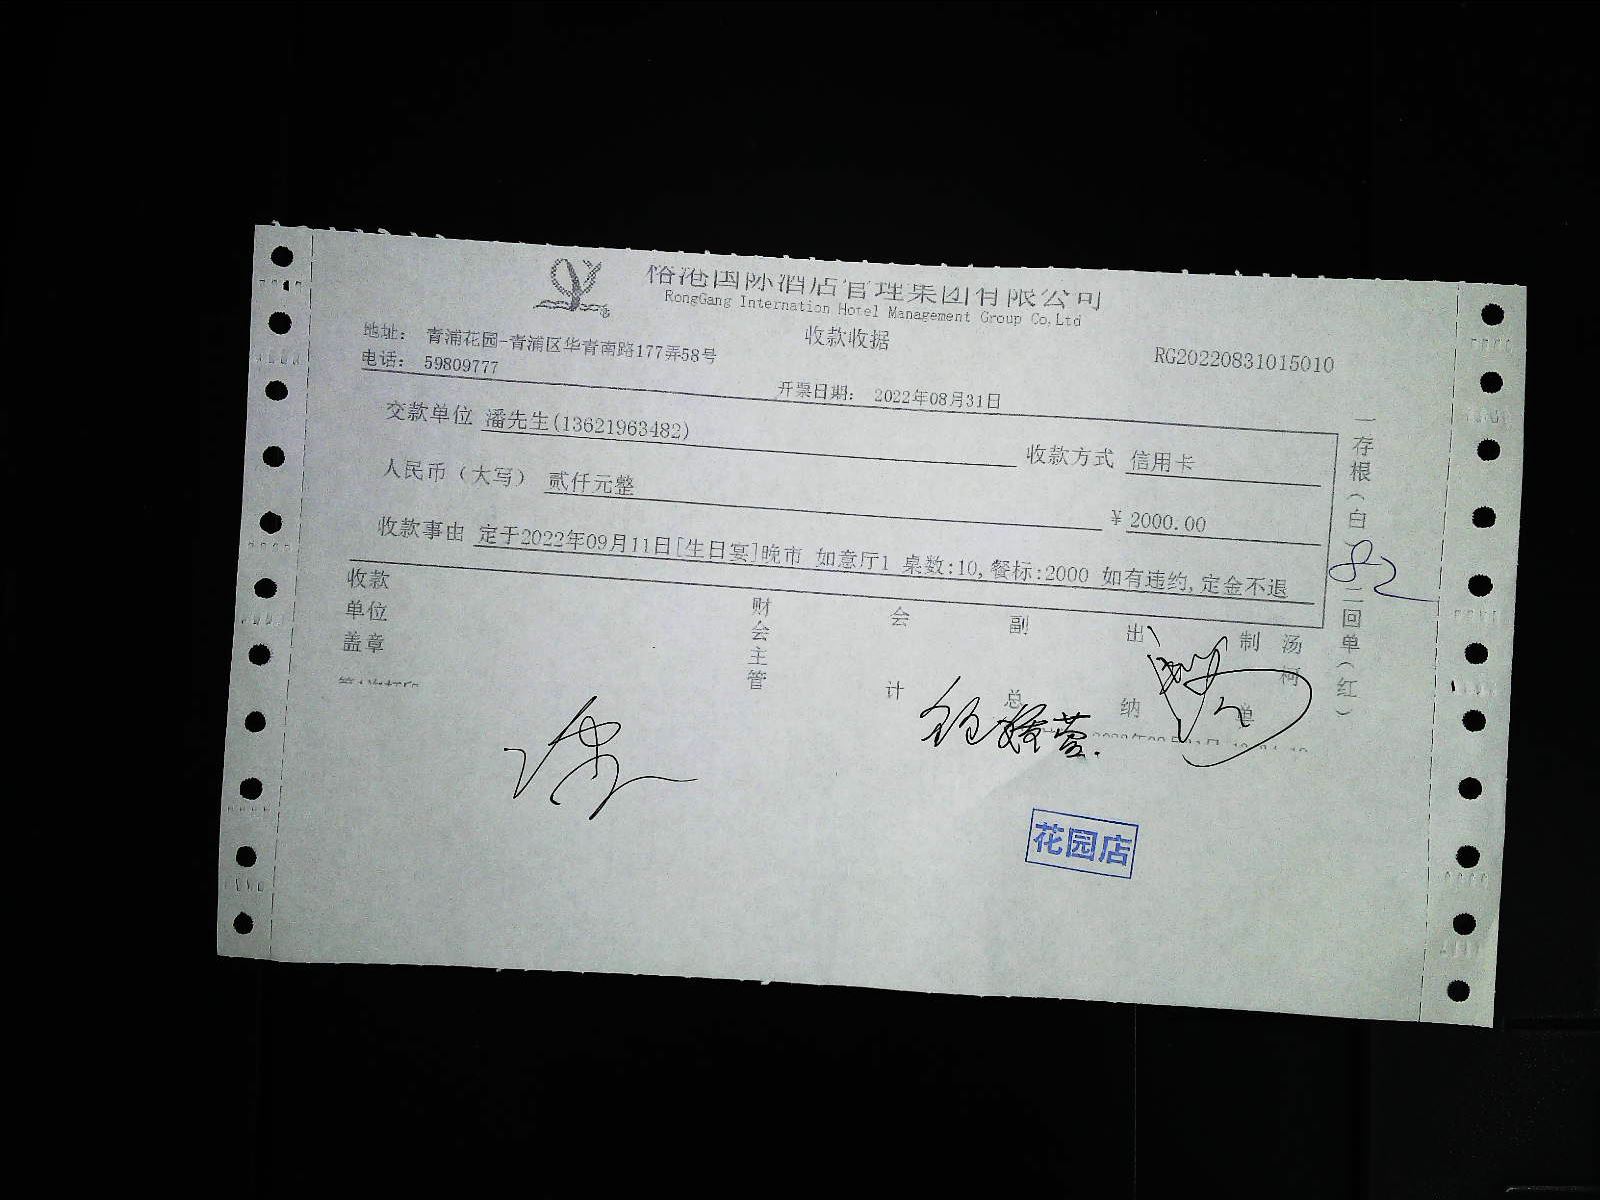 榕港国际酒店管理集团有限公司
RongGang Internation Hotel Management Group Co,Ltd
收款收据
地址： 青浦花园-青浦区华青南路177弄58号
RG20220831015010
电话： 59809777
开票日期： 2022年08月31日
交款单位 潘先生(13621963482)
收款方式 信用卡
人民币（大写） 贰仟元整
¥ 2000.00
收款事由 定于2022年09月11日[生日宴]晚市 如意厅1 桌数:10,餐标:2000 如有违约,定金不退
收款单位盖章
财会主管
会计
副总
出纳
制单
汤柯
一存根（白）二回单（红）
82
花园店